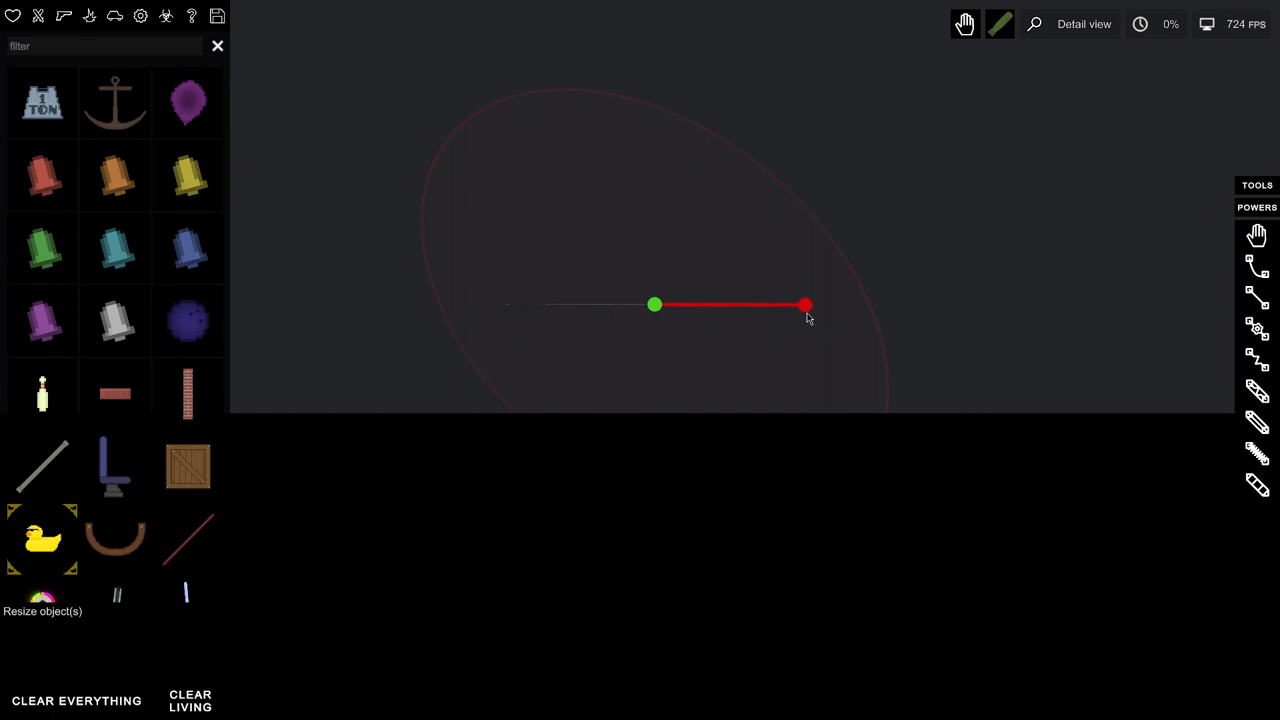 Detail view
0%
724 FPS
filter
1
TON
TOOLS
POWERS
Resize object(s)
CLEAR EVERYTHING
CLEAR
LIVING